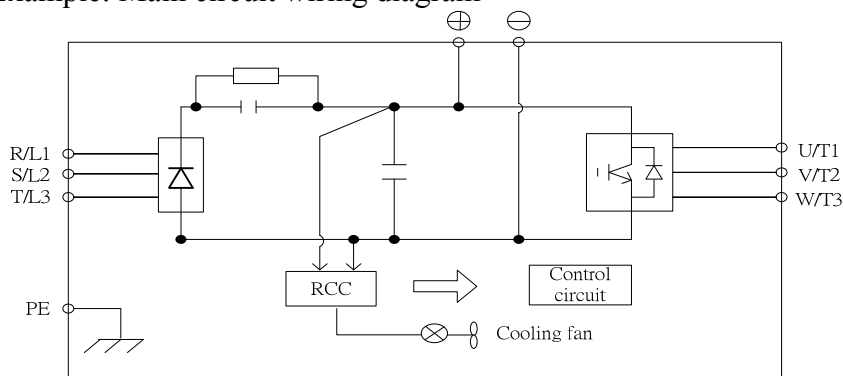 example: Main circuit wiring diagram
R/L1
S/L2
T/L3
U/T1
V/T2
W/T3
RCC
Control
circuit
PE
Cooling fan